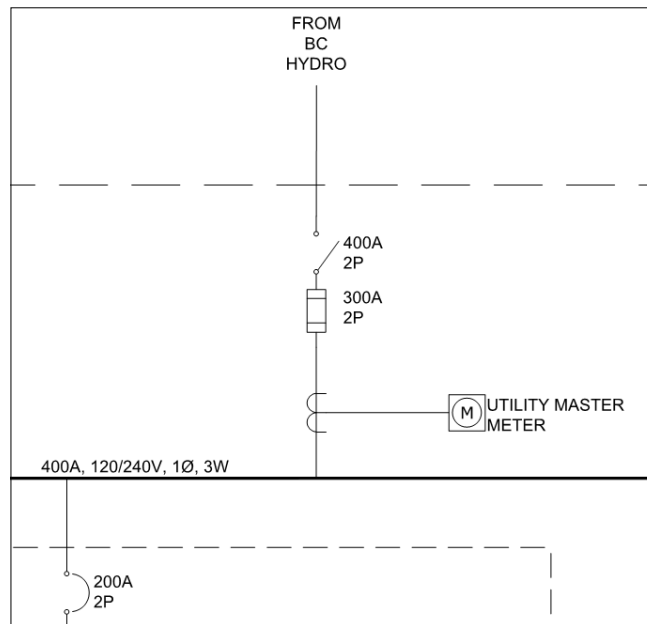 FROM
BC
HYDRO
400A
2P
300A
2P
M
UTILITY MASTER
METER
400A, 120/240V, 1Ø, 3W
200A
2P